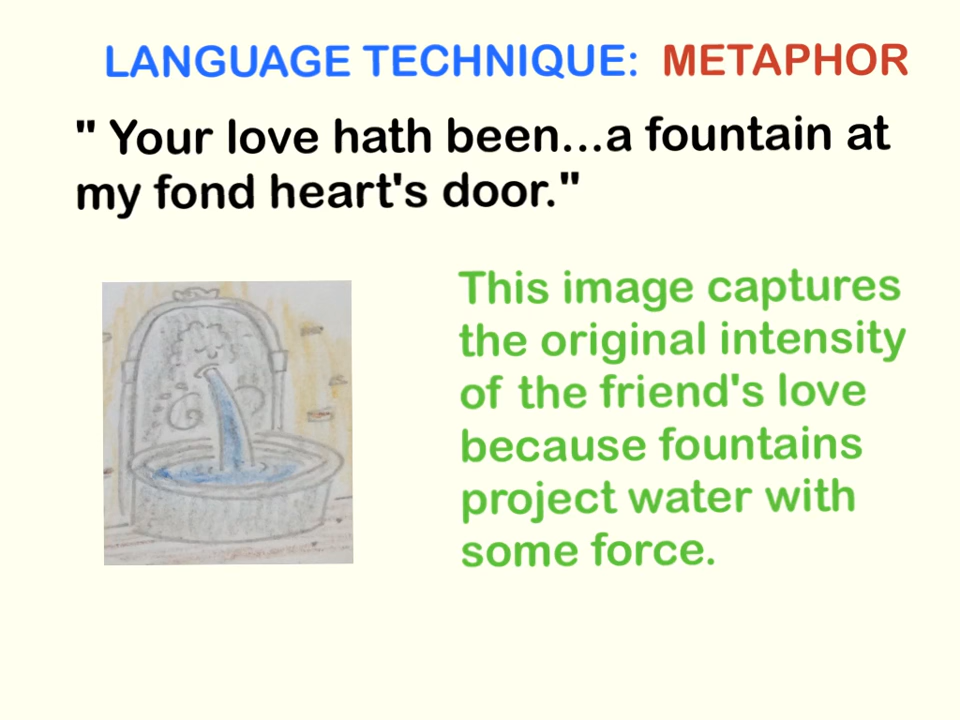 LANGUAGE TECHNIQUE: METAPHOR
" Your love hath been...a fountain at
my fond heart's door."
This image captures
the original intensity
of the friend's love
because fountains
project water with
some force.